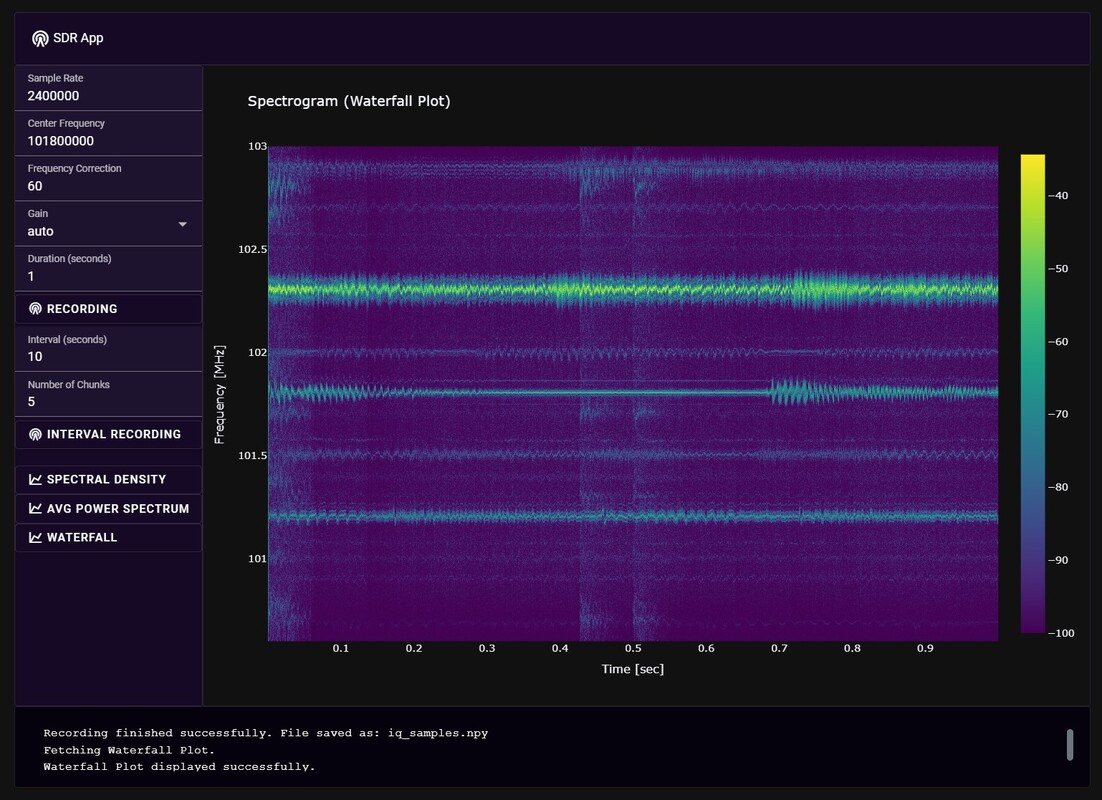 SDR App
Sample Rate
2400000
Center Frequency
101800000
Frequency Correction
60
Gain
auto
Duration (seconds)
1
RECORDING
Interval (seconds)
10
Number of Chunks
5
INTERVAL RECORDING
SPECTRAL DENSITY
AVG POWER SPECTRUM
WATERFALL
Spectrogram (Waterfall Plot)
Frequency [MHz]
103
102.5
102
101.5
101
0.1 0.2 0.3 0.4 0.5 0.6 0.7 0.8 0.9
Time [sec]
−40
−50
−60
−70
−80
−90
−100
Recording finished successfully. File saved as: iq_samples.npy
Fetching Waterfall Plot.
Waterfall Plot displayed successfully.